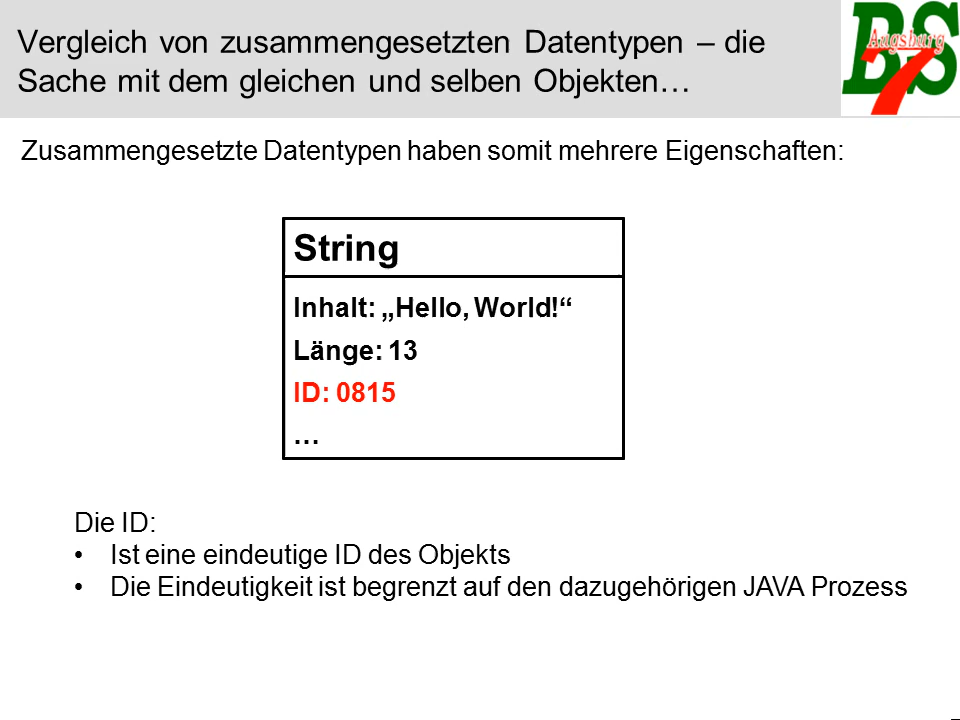 Vergleich von zusammengesetzten Datentypen – die
Sache mit dem gleichen und selben Objekten…
BS
7
Augsburg
Zusammengesetzte Datentypen haben somit mehrere Eigenschaften:
String
Inhalt: „Hello, World!“
Länge: 13
ID: 0815
…
Die ID:
• Ist eine eindeutige ID des Objekts
• Die Eindeutigkeit ist begrenzt auf den dazugehörigen JAVA Prozess